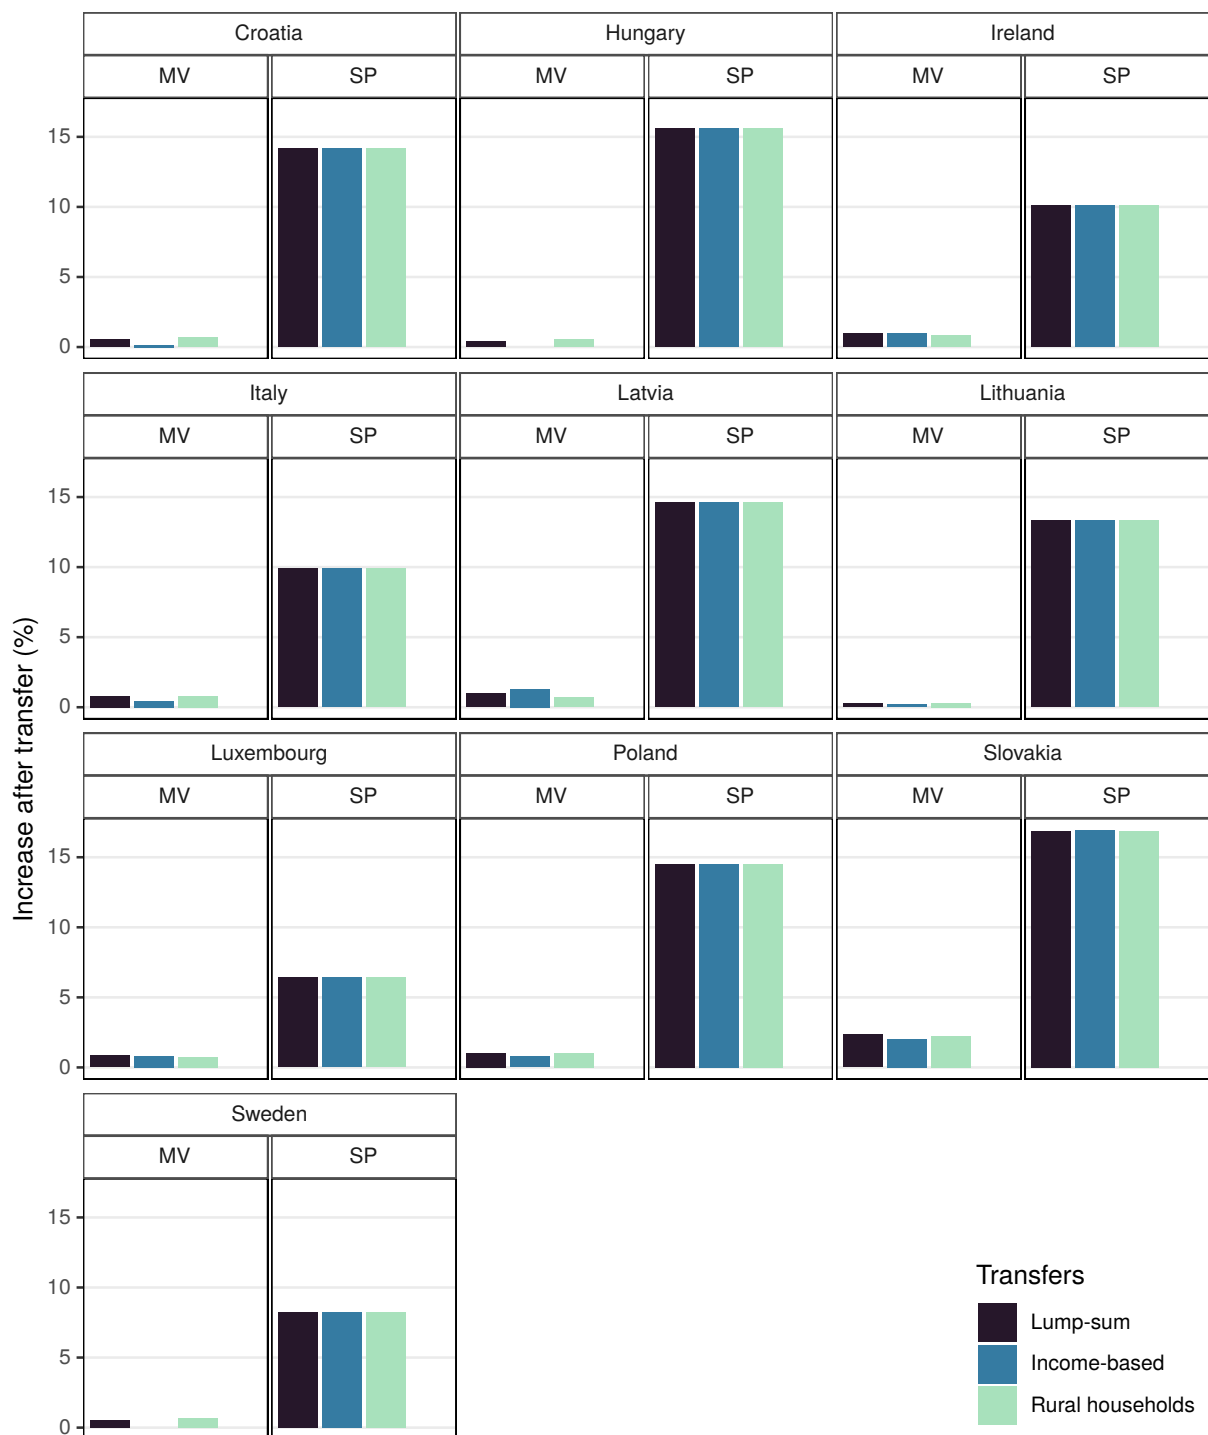 Croatia Hungary Ireland
MV SP MV SP MV SP
15
10
5
0
Italy Latvia Lithuania
MV SP MV SP MV SP
15
10
5
0
Increase after transfer (%)
Luxembourg Poland Slovakia
MV SP MV SP MV SP
15
10
5
0
Sweden
MV SP
15
10
5
0
Transfers
Lump-sum
Income-based
Rural households